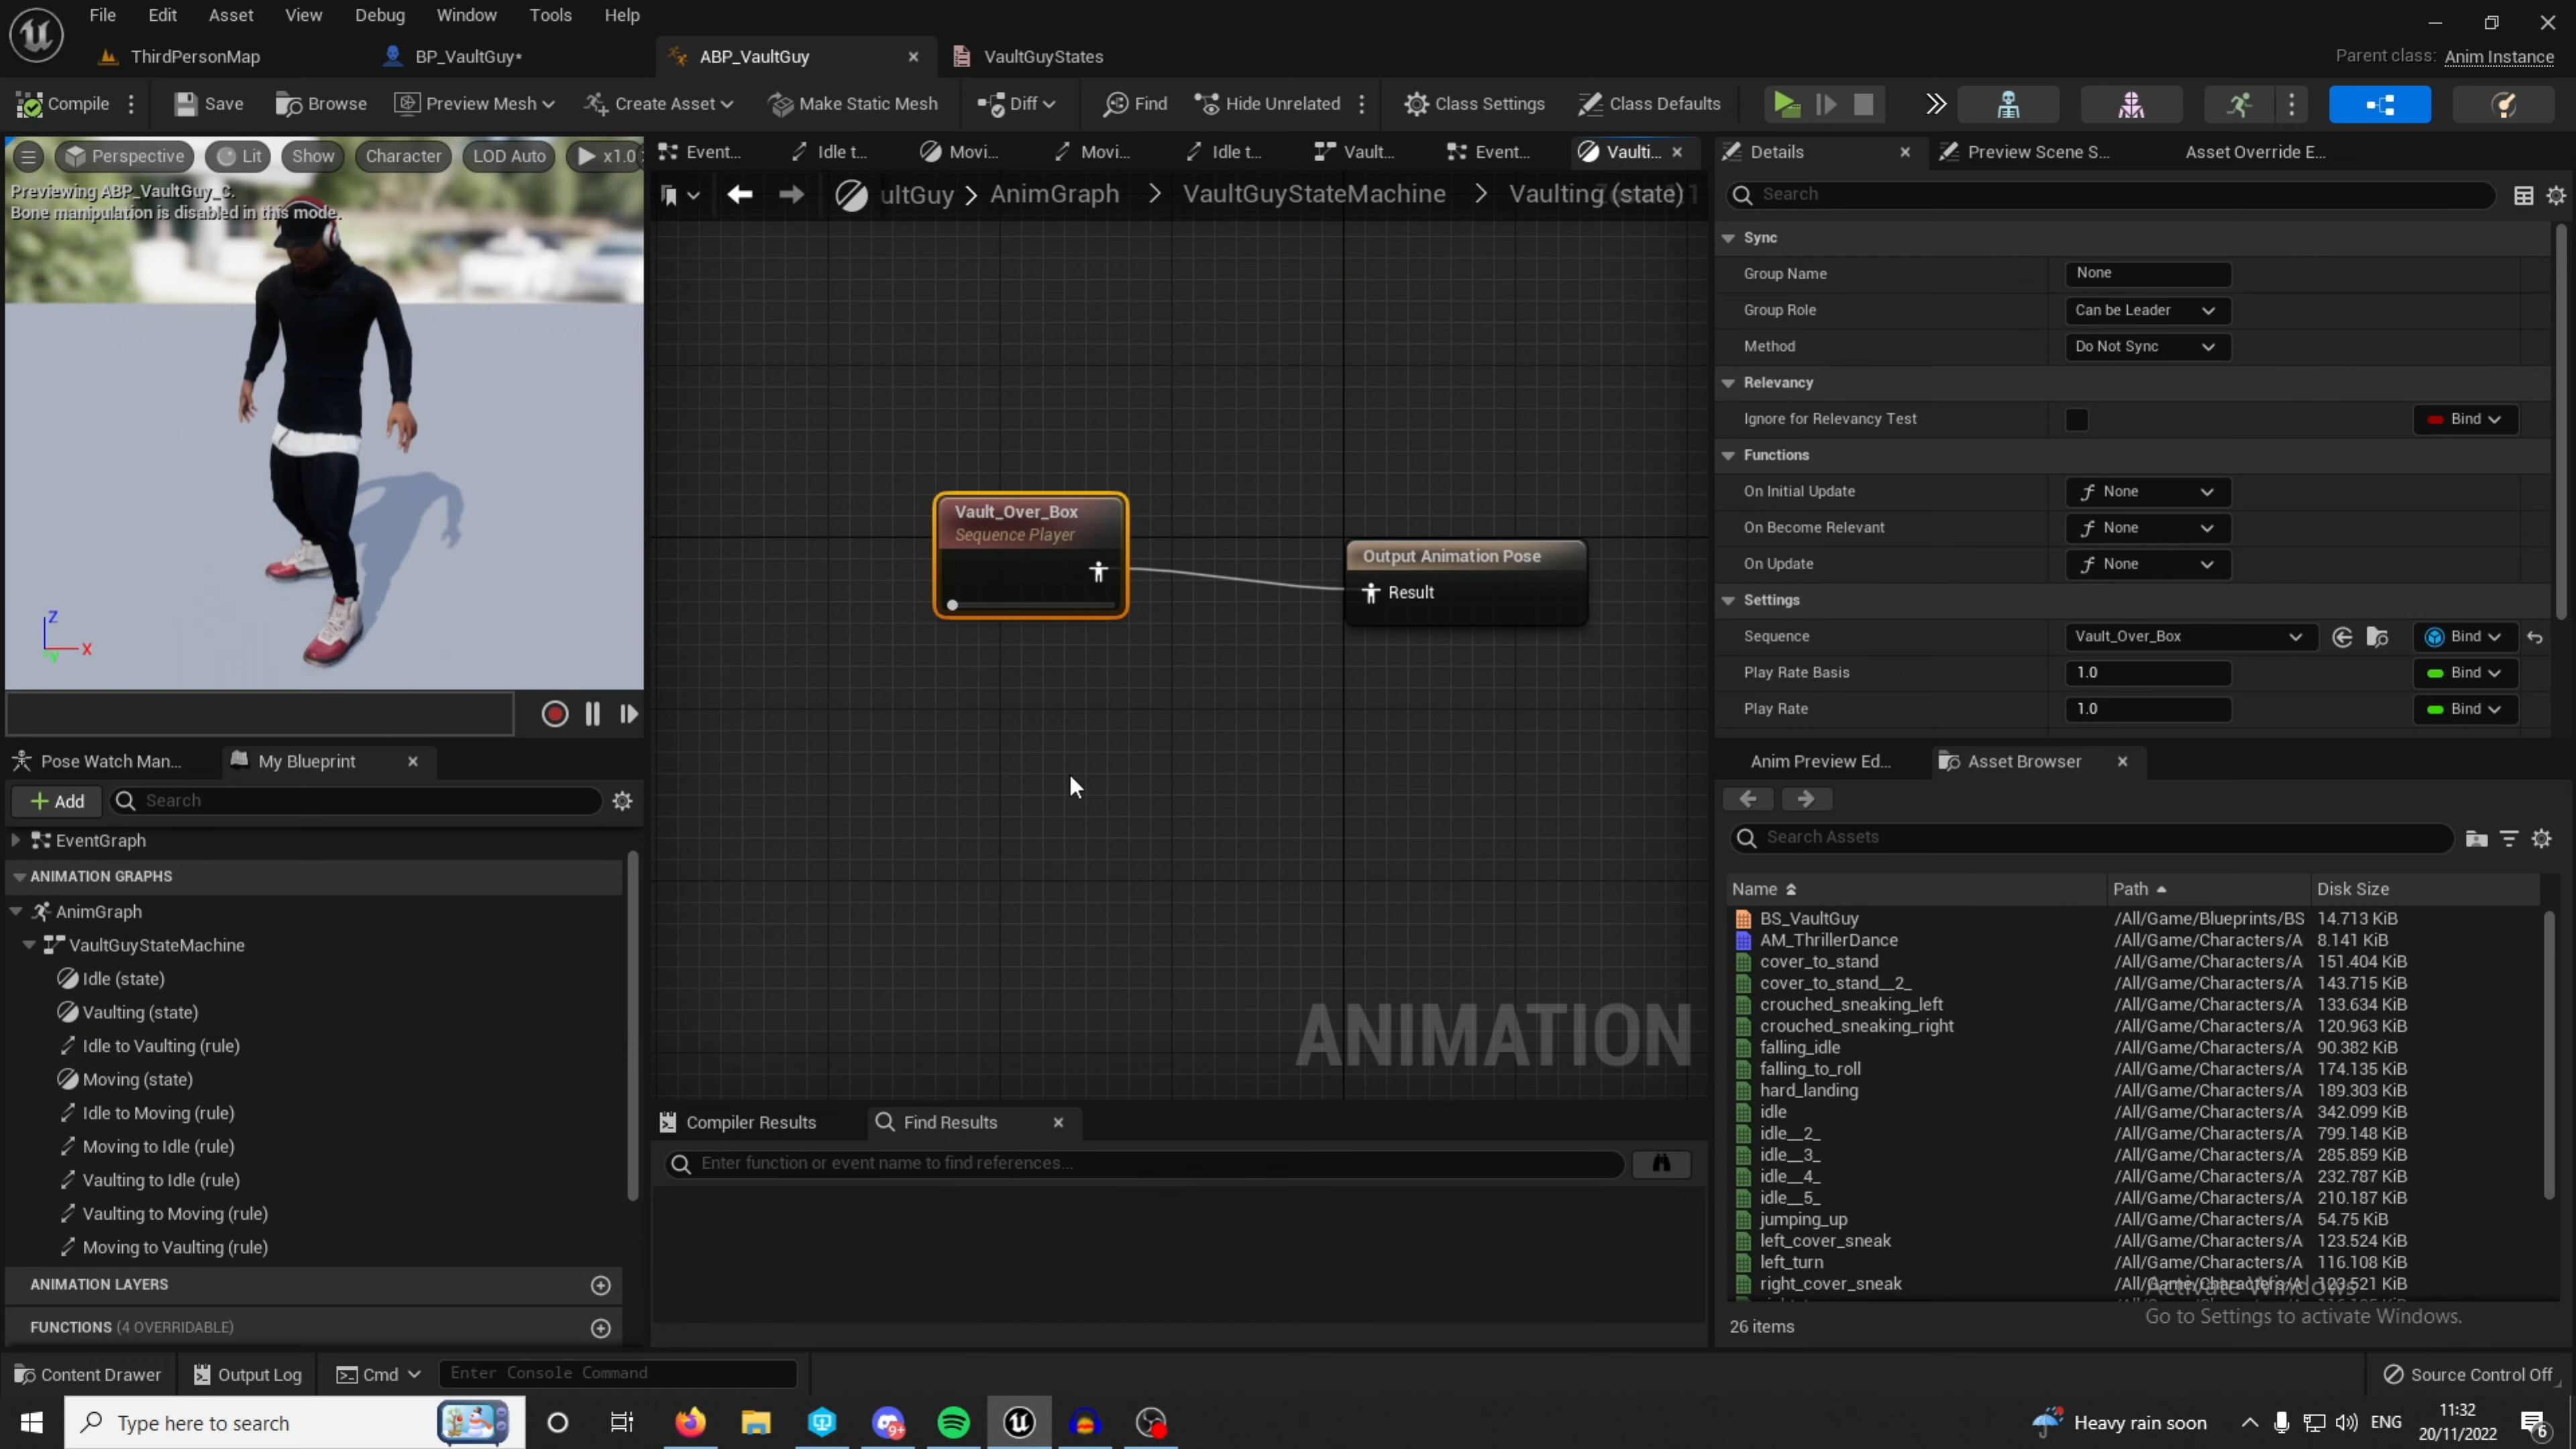 File Edit Asset View Debug Window Tools Help
ThirdPersonMap BP_VaultGuy* ABP_VaultGuy VaultGuyStates
Parent class: Anim Instance
Compile Save Browse Preview Mesh Create Asset Make Static Mesh Diff Find Hide Unrelated Class Settings Class Defaults
Perspective Lit Show Character LOD Auto x1.0
Previewing ABP_VaultGuy_C.
Bone manipulation is disabled in this mode.
Z
X
Y
Event... Idle t... Movi... Movi... Idle t... Vault... Event... Vaulti...
ultGuy > AnimGraph > VaultGuyStateMachine > Vaulting (state)
Vault_Over_Box
Sequence Player
Output Animation Pose
Result
ANIMATION
Details Preview Scene S... Asset Override E...
Search
Sync
Group Name None
Group Role Can be Leader
Method Do Not Sync
Relevancy
Ignore for Relevancy Test Bind
Functions
On Initial Update None
On Become Relevant None
On Update None
Settings
Sequence Vault_Over_Box Bind
Play Rate Basis 1.0 Bind
Play Rate 1.0 Bind
Pose Watch Man... My Blueprint
Add Search
EventGraph
ANIMATION GRAPHS
AnimGraph
VaultGuyStateMachine
Idle (state)
Vaulting (state)
Idle to Vaulting (rule)
Moving (state)
Idle to Moving (rule)
Moving to Idle (rule)
Vaulting to Idle (rule)
Vaulting to Moving (rule)
Moving to Vaulting (rule)
ANIMATION LAYERS
FUNCTIONS (4 OVERRIDABLE)
Compiler Results Find Results
Enter function or event name to find references...
Anim Preview Ed... Asset Browser
Search Assets
Name Path Disk Size
BS_VaultGuy /All/Game/Blueprints/BS 14.713 KiB
AM_ThrillerDance /All/Game/Characters/A 8.141 KiB
cover_to_stand /All/Game/Characters/A 151.404 KiB
cover_to_stand__2_ /All/Game/Characters/A 143.715 KiB
crouched_sneaking_left /All/Game/Characters/A 133.634 KiB
crouched_sneaking_right /All/Game/Characters/A 120.963 KiB
falling_idle /All/Game/Characters/A 90.382 KiB
falling_to_roll /All/Game/Characters/A 174.135 KiB
hard_landing /All/Game/Characters/A 189.303 KiB
idle /All/Game/Characters/A 342.099 KiB
idle__2_ /All/Game/Characters/A 799.148 KiB
idle__3_ /All/Game/Characters/A 285.859 KiB
idle__4_ /All/Game/Characters/A 232.787 KiB
idle__5_ /All/Game/Characters/A 210.187 KiB
jumping_up /All/Game/Characters/A 54.75 KiB
left_cover_sneak /All/Game/Characters/A 123.524 KiB
left_turn /All/Game/Characters/A 116.108 KiB
right_cover_sneak /All/Game/Characters/A 123.521 KiB
Activate Windows
Go to Settings to activate Windows.
26 items
Content Drawer Output Log Cmd Enter Console Command Source Control Off
Type here to search
9+
Heavy rain soon ENG 11:32
20/11/2022 6